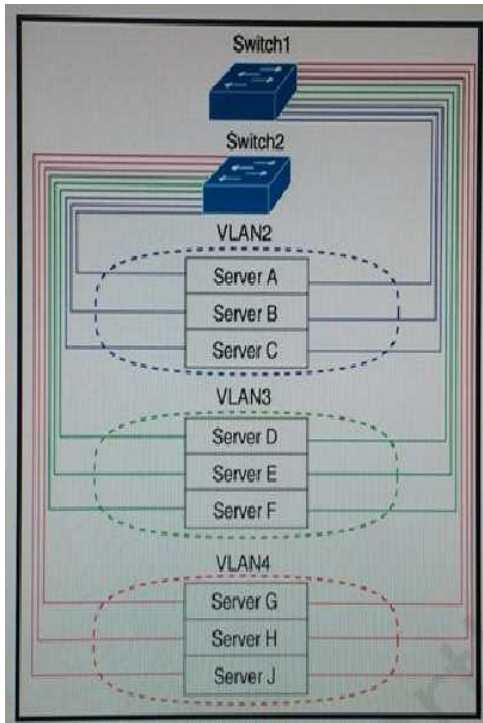 Switch1
Switch2
VLAN2
Server A
Server B
Server C
VLAN3
Server D
Server E
Server F
VLAN4
Server G
Server H
Server J